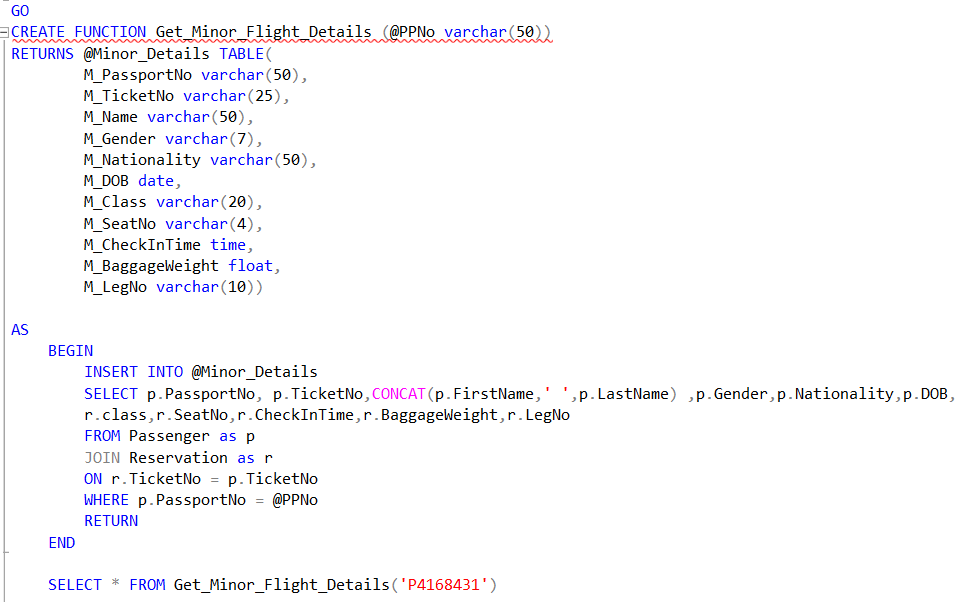 GO
CREATE FUNCTION Get_Minor_Flight_Details (@PPNo varchar(50))
RETURNS @Minor_Details TABLE(
M_PassportNo varchar(50),
M_TicketNo varchar(25),
M_Name varchar(50),
M_Gender varchar(7),
M_Nationality varchar(50),
M_DOB date,
M_Class varchar(20),
M_SeatNo varchar(4),
M_CheckInTime time,
M_BaggageWeight float,
M_LegNo varchar(10))
AS
BEGIN
INSERT INTO @Minor_Details
SELECT p.PassportNo, p.TicketNo,CONCAT(p.FirstName,' ',p.LastName) ,p.Gender,p.Nationality,p.DOB,
r.class,r.SeatNo,r.CheckInTime,r.BaggageWeight,r.LegNo
FROM Passenger as p
JOIN Reservation as r
ON r.TicketNo = p.TicketNo
WHERE p.PassportNo = @PPNo
RETURN
END
SELECT * FROM Get_Minor_Flight_Details('P4168431')